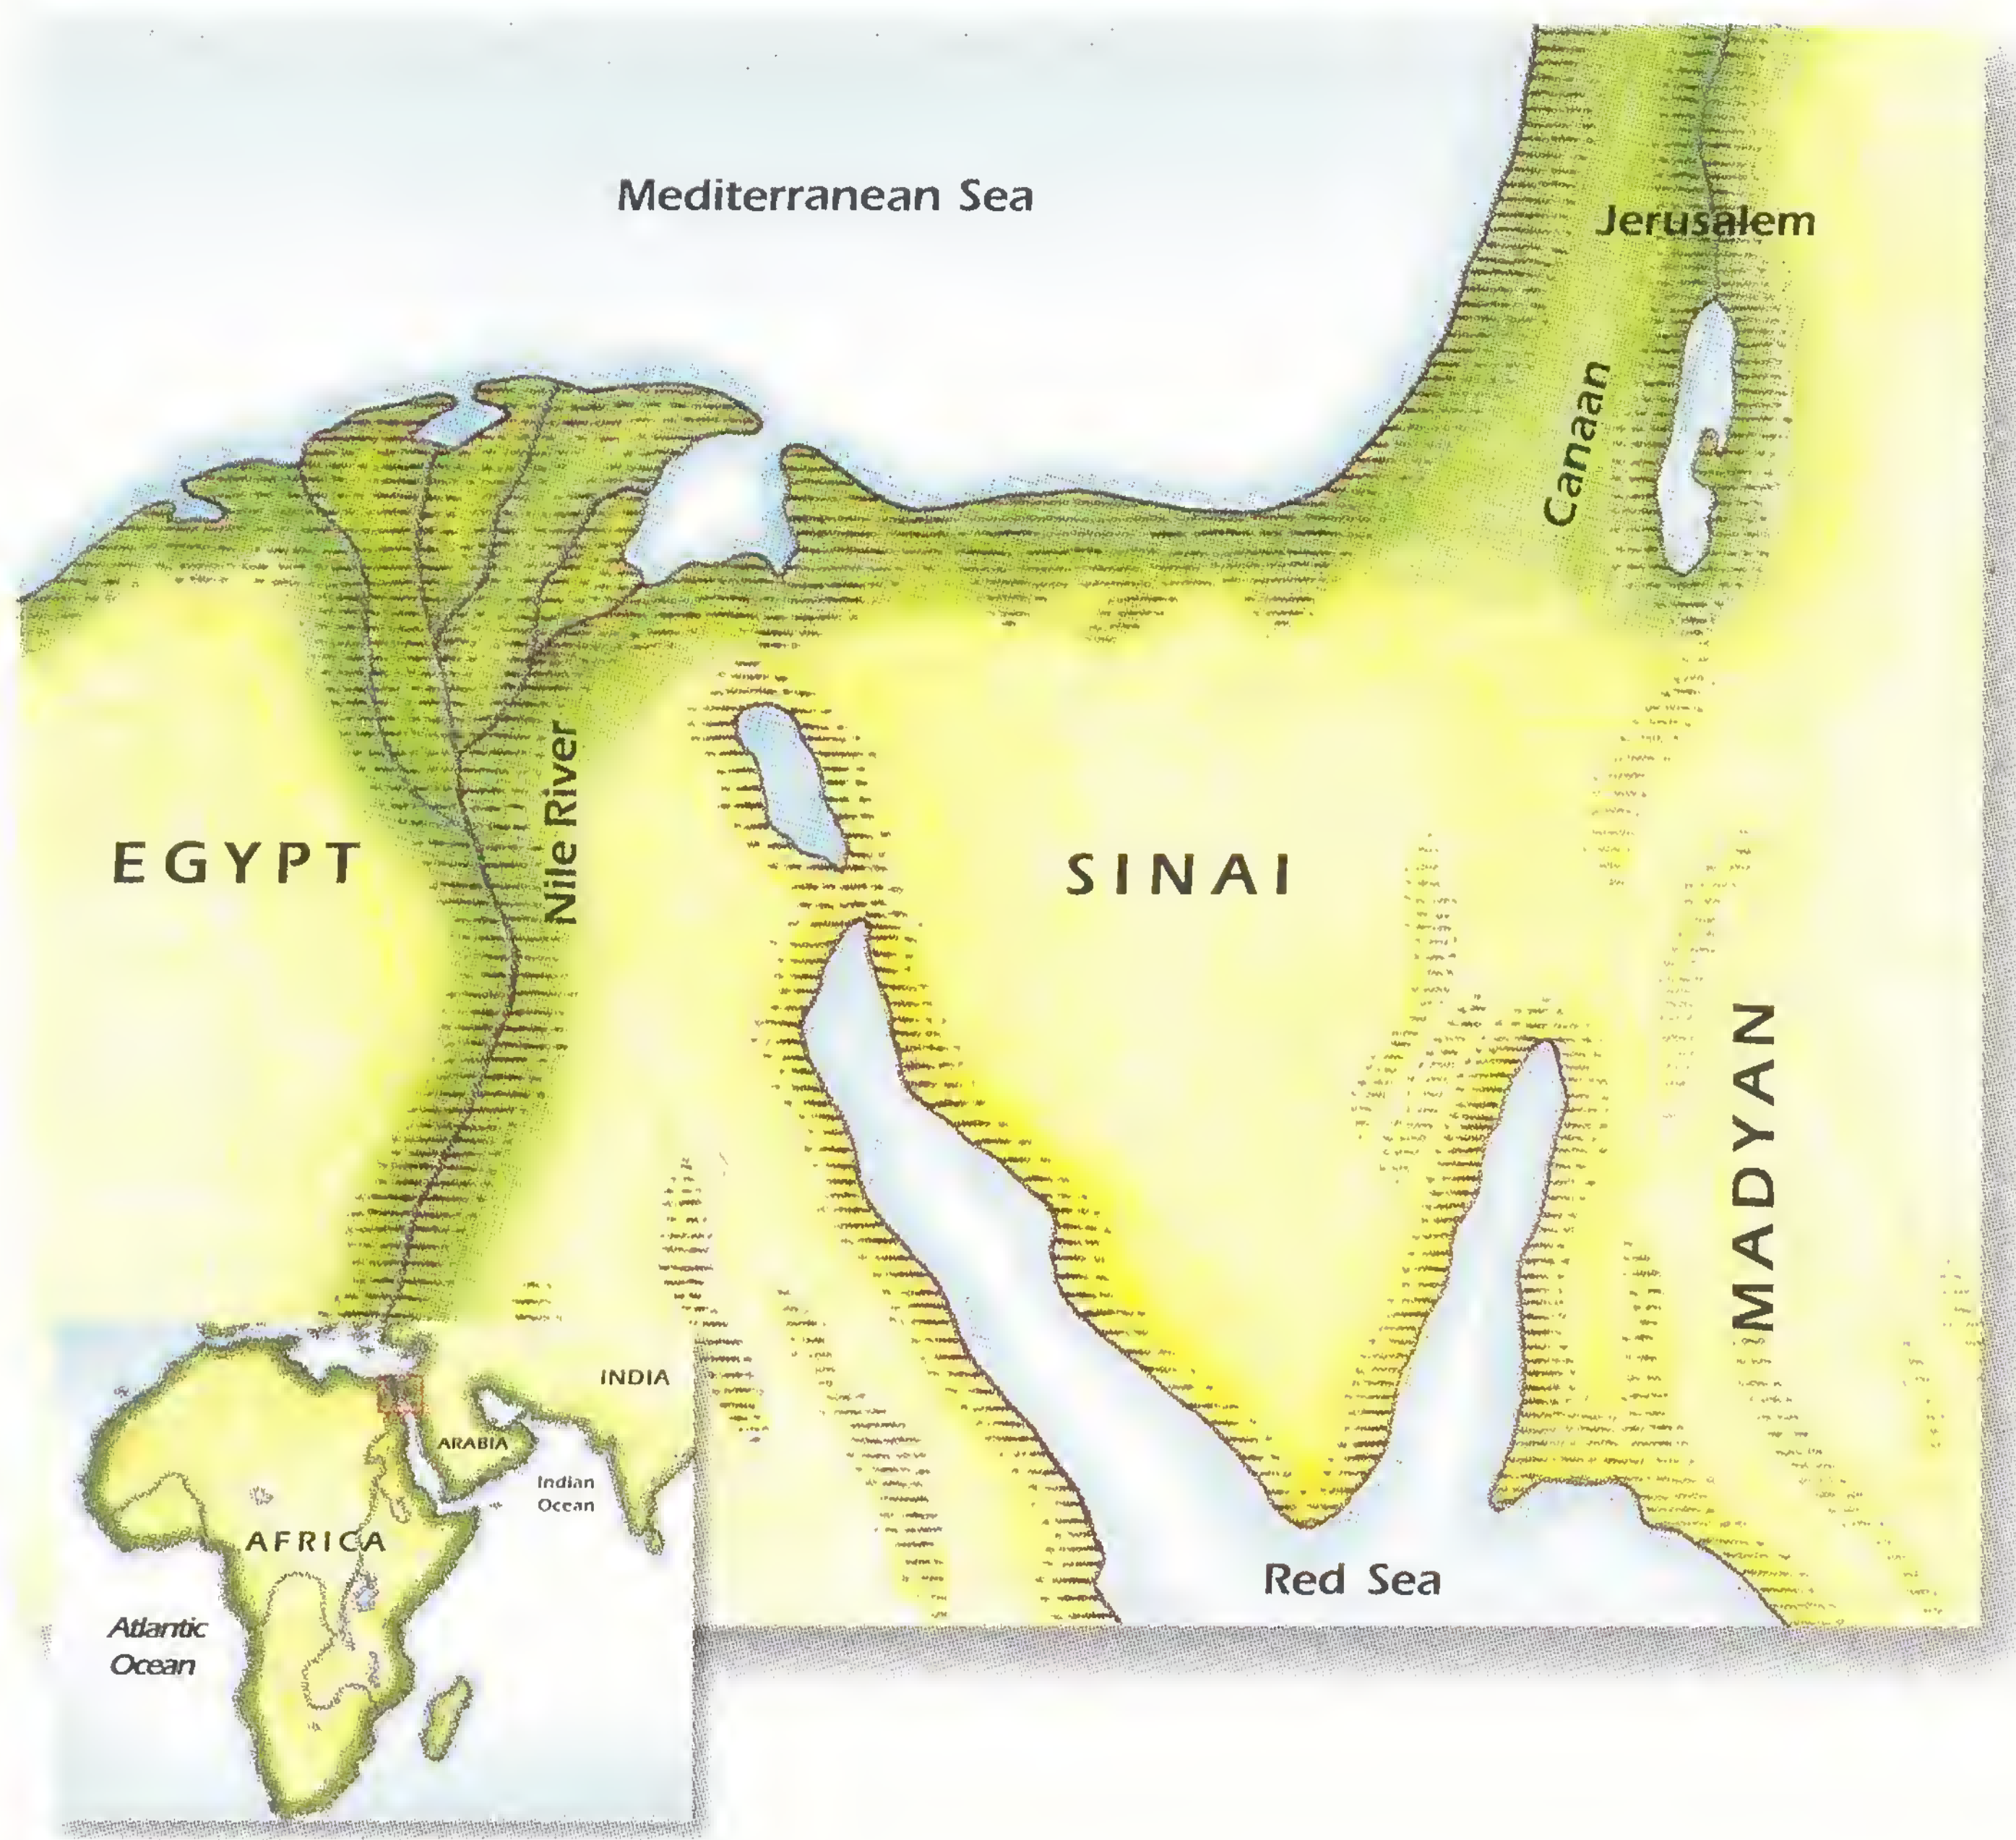 Mediterranean Sea
Jerusalem
Canaan
Nile River
EGYPT
SINAI
MADYAN
Red Sea
INDIA
ARABIA
Indian
Ocean
AFRICA
Atlantic
Ocean